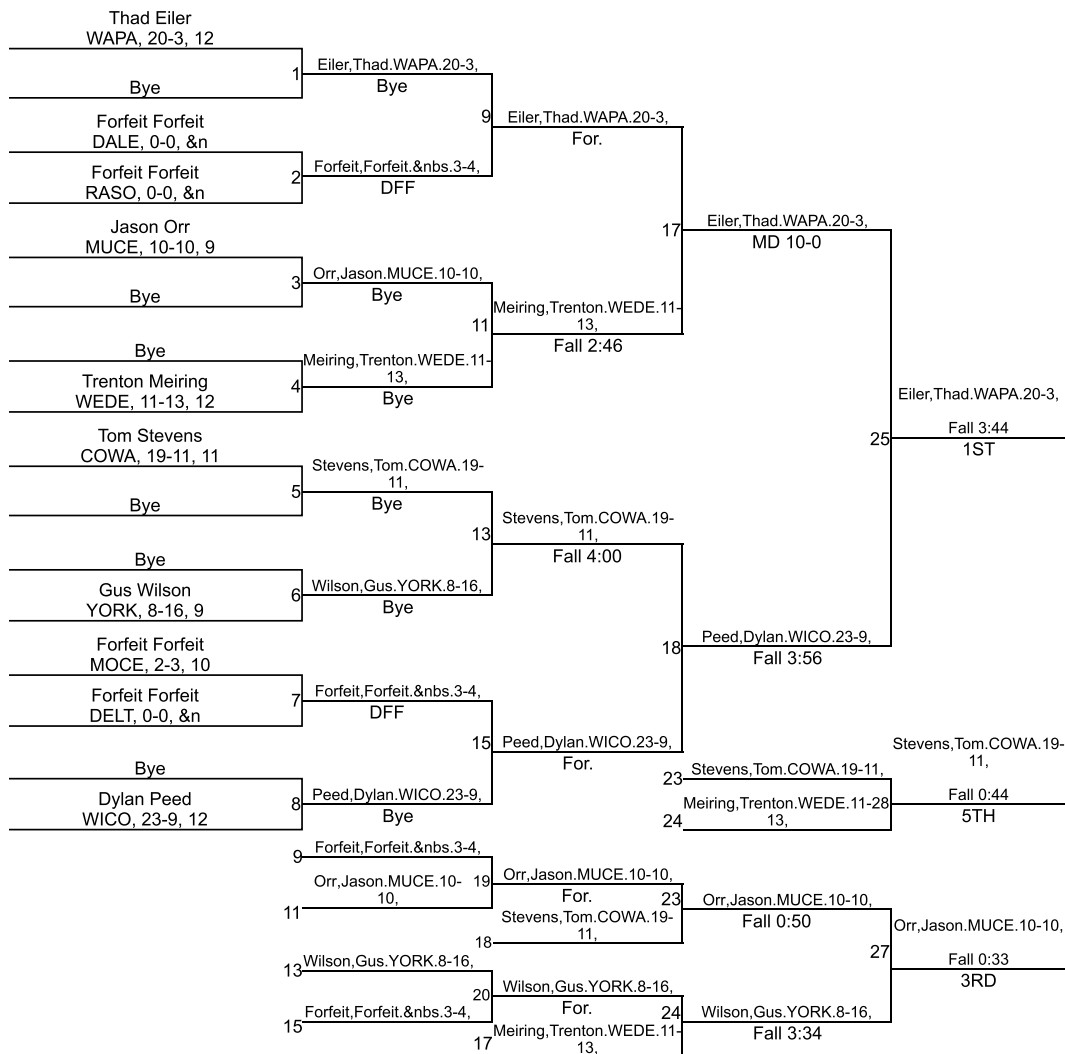 Thad Eiler
WAPA, 20-3, 12
1
Bye
Eiler,Thad.WAPA.20-3,
Bye
Forfeit Forfeit
DALE, 0-0, &n
2
Forfeit Forfeit
RASO, 0-0, &n
Forfeit,Forfeit.&nbs.3-4,
DFF
9
Eiler,Thad.WAPA.20-3,
For.
Jason Orr
MUCE, 10-10, 9
3
Bye
Orr,Jason.MUCE.10-10,
Bye
Bye
4
Trenton Meiring
WEDE, 11-13, 12
Meiring,Trenton.WEDE.11-
13,
Bye
11
Meiring,Trenton.WEDE.11-
13,
Fall 2:46
17
Eiler,Thad.WAPA.20-3,
MD 10-0
Tom Stevens
COWA, 19-11, 11
5
Bye
Stevens,Tom.COWA.19-
11,
Bye
Bye
6
Gus Wilson
YORK, 8-16, 9
Wilson,Gus.YORK.8-16,
Bye
13
Stevens,Tom.COWA.19-
11,
Fall 4:00
Forfeit Forfeit
MOCE, 2-3, 10
7
Forfeit Forfeit
DELT, 0-0, &n
Forfeit,Forfeit.&nbs.3-4,
DFF
Bye
8
Dylan Peed
WICO, 23-9, 12
Peed,Dylan.WICO.23-9,
Bye
15
Peed,Dylan.WICO.23-9,
For.
18
Peed,Dylan.WICO.23-9,
Fall 3:56
25
Eiler,Thad.WAPA.20-3,
Fall 3:44
1ST
23
Stevens,Tom.COWA.19-11,
24
Meiring,Trenton.WEDE.11-
13,
28
Stevens,Tom.COWA.19-
11,
Fall 0:44
5TH
9
Forfeit,Forfeit.&nbs.3-4,
11
Orr,Jason.MUCE.10-
10,
19
Orr,Jason.MUCE.10-10,
For.
18
Stevens,Tom.COWA.19-
11,
23
Orr,Jason.MUCE.10-10,
Fall 0:50
13
Wilson,Gus.YORK.8-16,
15
Forfeit,Forfeit.&nbs.3-4,
20
Wilson,Gus.YORK.8-16,
For.
17
Meiring,Trenton.WEDE.11-
13,
24
Wilson,Gus.YORK.8-16,
Fall 3:34
27
Orr,Jason.MUCE.10-10,
Fall 0:33
3RD